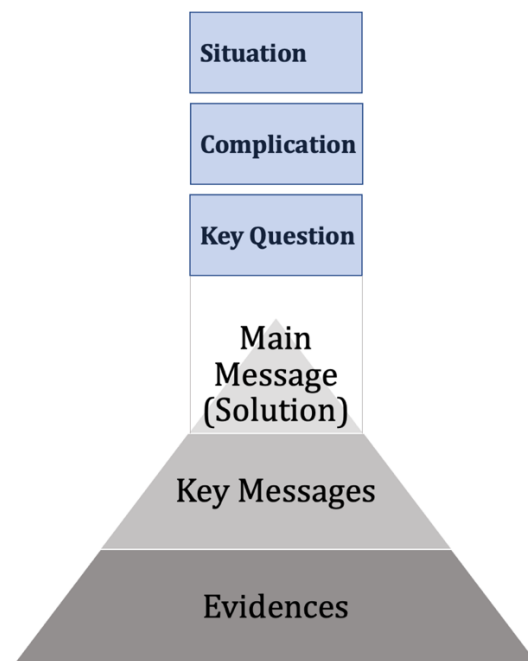 Situation
Complication
Key Question
Main
Message
(Solution)
Key Messages
Evidences